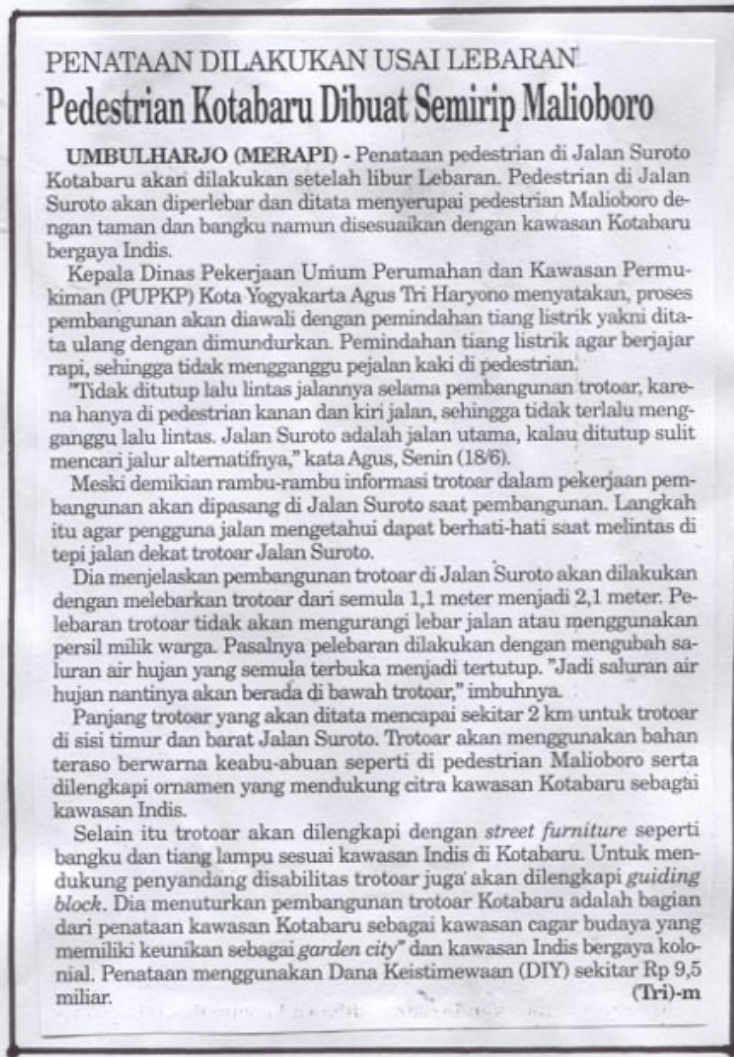 PENATAAN DILAKUKAN USAI LEBARAN
Pedestrian Kotabaru Dibuat Semirip Malioboro
UMBULHARJO (MERAPI) - Penataan pedestrian di Jalan Suroto
Kotabaru akan dilakukan setelah libur Lebaran. Pedestrian di Jalan
Suroto akan diperlebar dan ditata menyerupai pedestrian Malioboro de-
ngan taman dan bangku namun disesuaikan dengan kawasan Kotabaru
bergaya Indis.
Kepala Dinas Pekerjaan Umum Perumahan dan Kawasan Permu-
kiman (PUPKP) Kota Yogyakarta Agus Tri Haryono menyatakan, proses
pembangunan akan diawali dengan pemindahan tiang listrik yakni dita-
ta ulang dengan dimundurkan. Pemindahan tiang listrik agar berjajar
rapi, sehingga tidak mengganggu pejalan kaki di pedestrian.
"Tidak ditutup lalu lintas jalannya selama pembangunan trotoar, kare-
na hanya di pedestrian kanan dan kiri jalan, sehingga tidak terlalu meng-
ganggu lalu lintas. Jalan Suroto adalah jalan utama, kalau ditutup sulit
mencari jalur alternatifnya," kata Agus, Senin (18/6).
Meski demikian rambu-rambu informasi trotoar dalam pekerjaan pem-
bangunan akan dipasang di Jalan Suroto saat pembangunan. Langkah
itu agar pengguna jalan mengetahui dapat berhati-hati saat melintas di
tepi jalan dekat trotoar Jalan Suroto.
Dia menjelaskan pembangunan trotoar di Jalan Suroto akan dilakukan
dengan melebarkan trotoar dari semula 1,1 meter menjadi 2,1 meter. Pe-
lebaran trotoar tidak akan mengurangi lebar jalan atau menggunakan
persil milik warga. Pasalnya pelebaran dilakukan dengan mengubah sa-
luran air hujan yang semula terbuka menjadi tertutup. "Jadi saluran air
hujan nantinya akan berada di bawah trotoar," imbuhnya.
Panjang trotoar yang akan ditata mencapai sekitar 2 km untuk trotoar
di sisi timur dan barat Jalan Suroto. Trotoar akan menggunakan bahan
teraso berwarna keabu-abuan seperti di pedestrian Malioboro serta
dilengkapi ornamen yang mendukung citra kawasan Kotabaru sebagai
kawasan Indis.
Selain itu trotoar akan dilengkapi dengan street furniture seperti
bangku dan tiang lampu sesuai kawasan Indis di Kotabaru. Untuk men-
dukung penyandang disabilitas trotoar juga akan dilengkapi guiding
block. Dia menuturkan pembangunan trotoar Kotabaru adalah bagian
dari penataan kawasan Kotabaru sebagai kawasan cagar budaya yang
memiliki keunikan sebagai garden city" dan kawasan Indis bergaya kolo-
nial. Penataan menggunakan Dana Keistimewaan (DIY) sekitar Rp 9,5
miliar. (Tri)-m